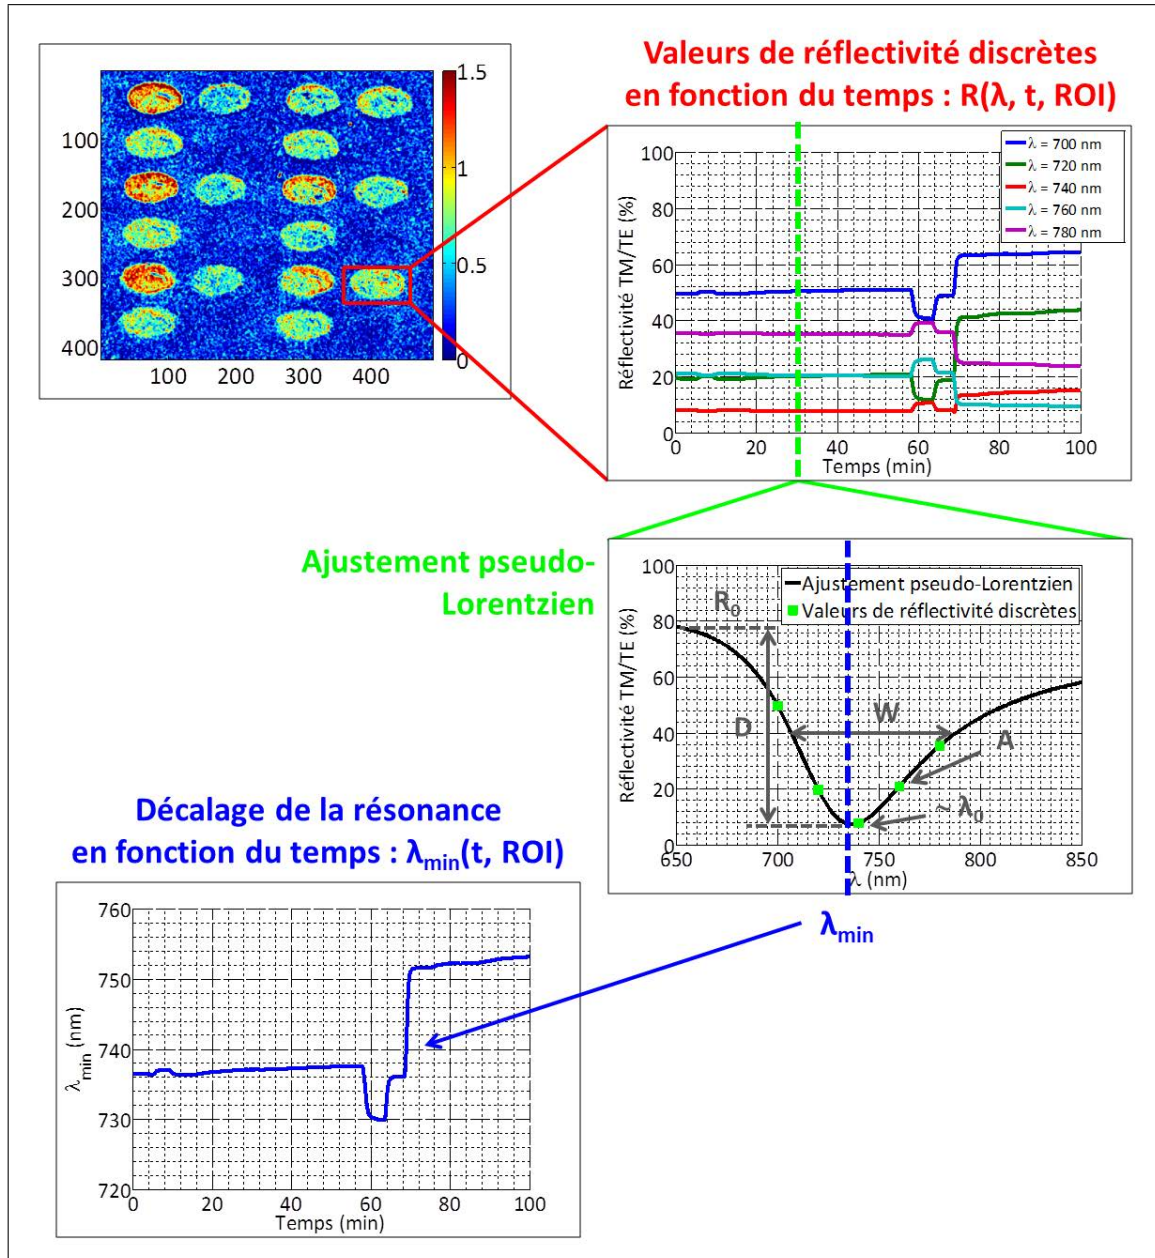 Valeurs de réflectivité discrètes
en fonction du temps : R(λ, t, ROI)
1.5
1
0.5
0
100
200
300
400
100 200 300 400
λ = 700 nm
λ = 720 nm
λ = 740 nm
λ = 760 nm
λ = 780 nm
Réflectivité TM/TE (%)
100
80
60
40
20
0
0 20 40 60 80 100
Temps (min)
Ajustement pseudo-
Lorentzien
Ajustement pseudo-Lorentzien
Valeurs de réflectivité discrètes
Réflectivité TM/TE (%)
100
80
60
40
20
0
R₀
D
W
A
~ λ₀
650 700 750 800 850
λ (nm)
λmin
Décalage de la résonance
en fonction du temps : λmin(t, ROI)
λmin (nm)
760
750
740
730
720
0 20 40 60 80 100
Temps (min)